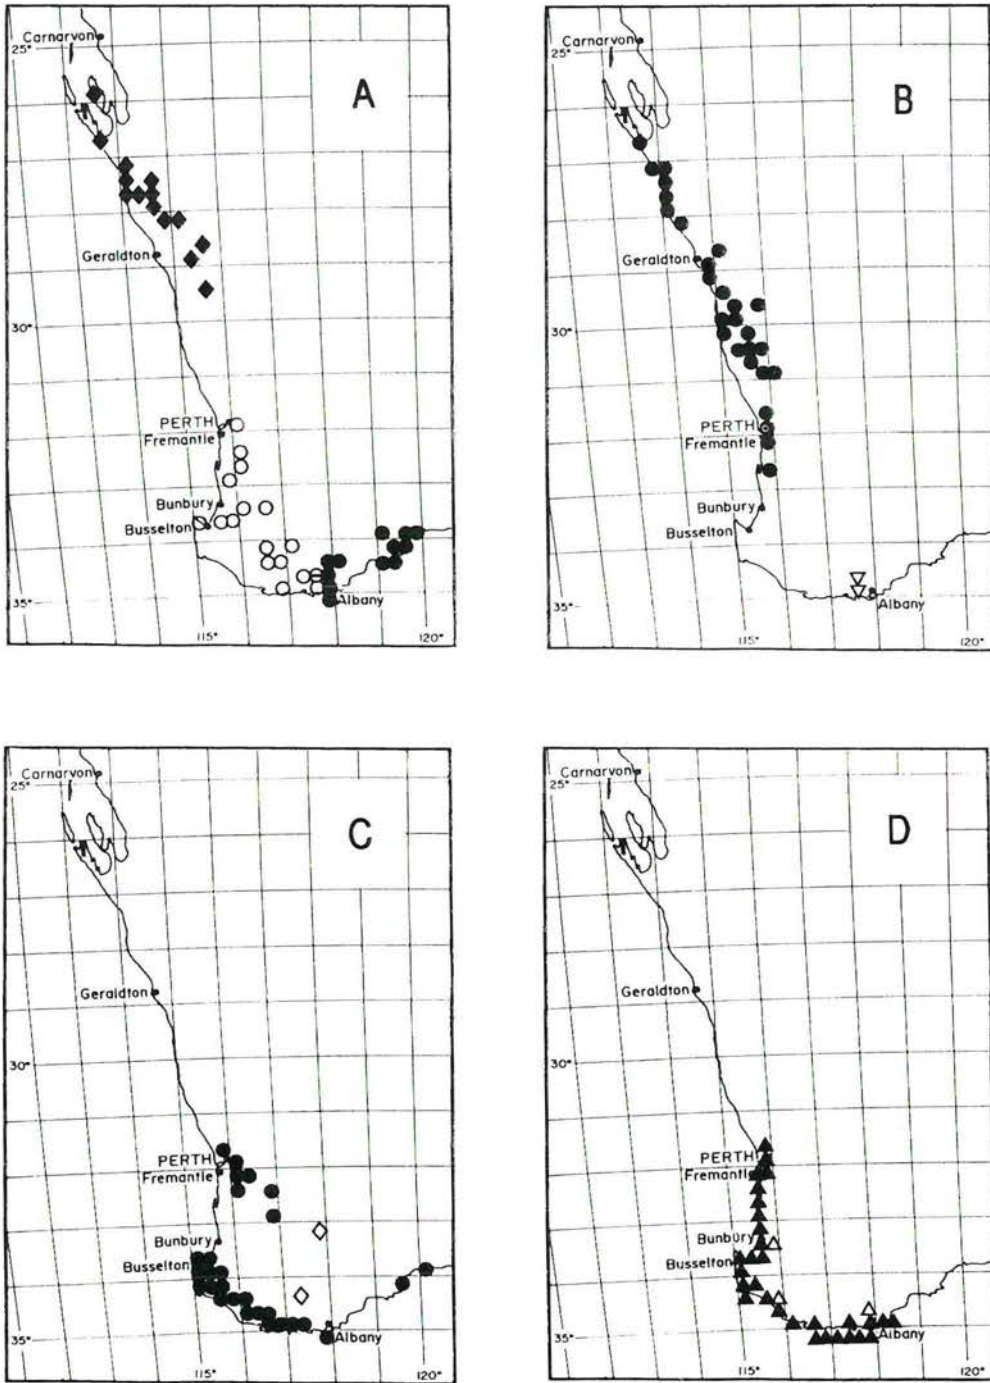 Carnarvon
25°
A
Geraldton
30°
PERTH
Fremantle
Bunbury
Busselton
Albany
35°
115°
120°
Carnarvon
25°
B
Geraldton
30°
PERTH
Fremantle
Bunbury
Busselton
Albany
35°
115°
120°
Carnarvon
25°
C
Geraldton
30°
PERTH
Fremantle
Bunbury
Busselton
Albany
35°
115°
120°
Carnarvon
25°
D
Geraldton
30°
PERTH
Fremantle
Bunbury
Busselton
Albany
35°
115°
120°